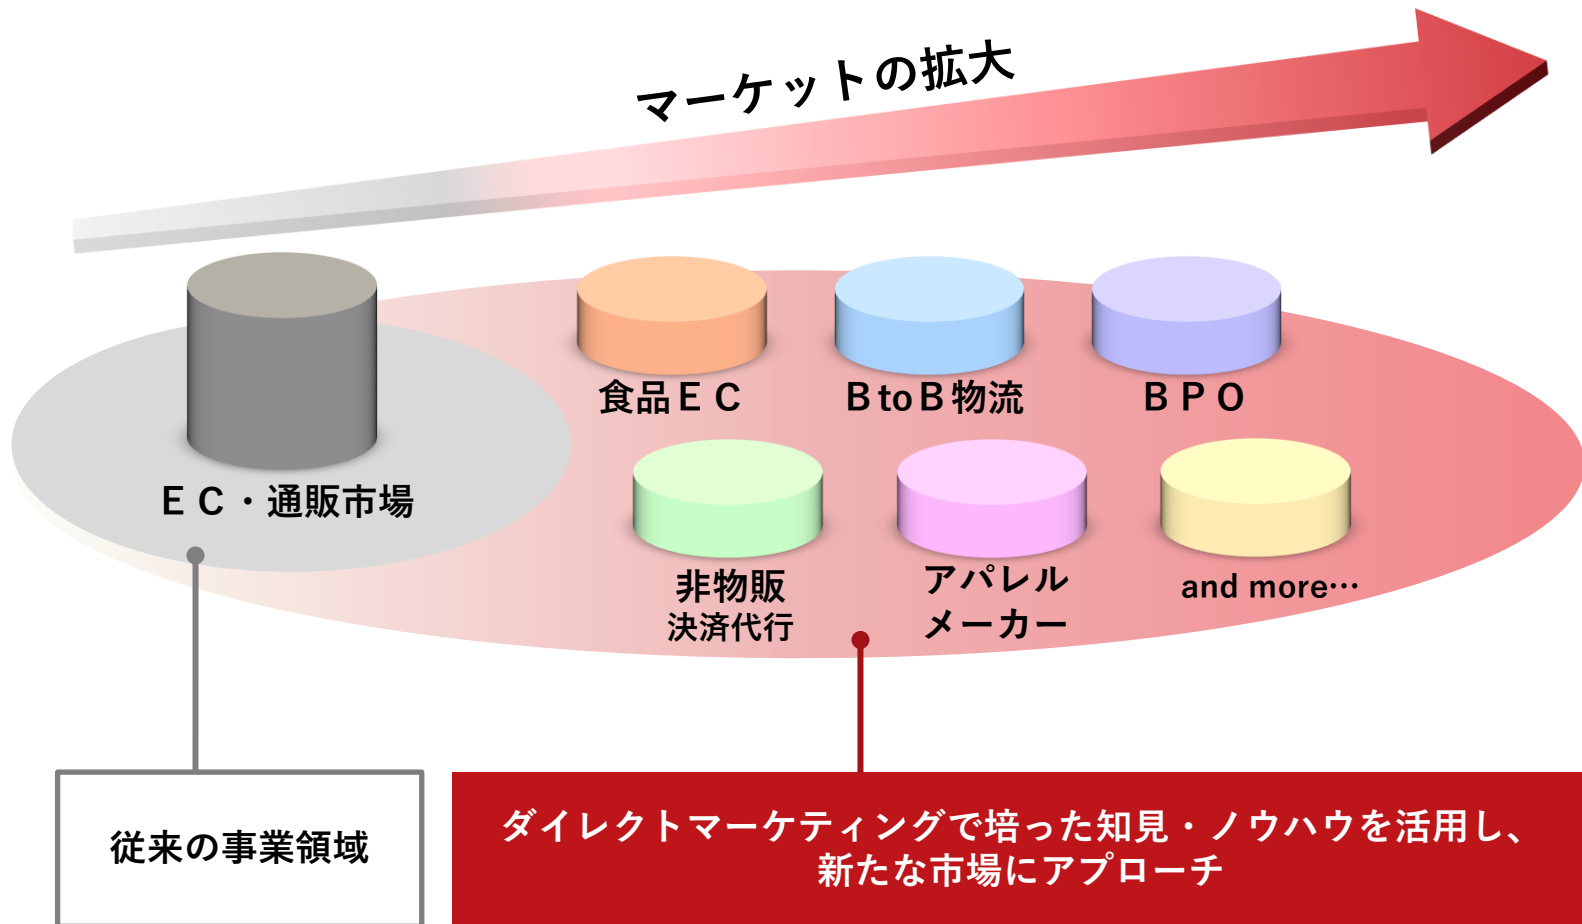 マーケットの拡大
食品ＥＣ
ＢtoＢ物流
ＢＰＯ
ＥＣ・通販市場
非物販
決済代行
アパレル
メーカー
and more…
従来の事業領域
ダイレクトマーケティングで培った知見・ノウハウを活用し、
新たな市場にアプローチ